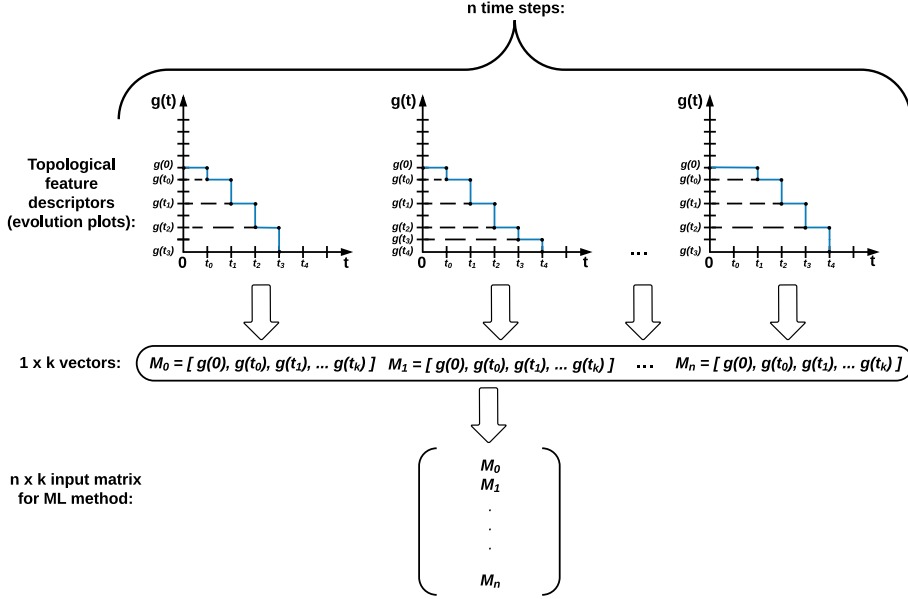 n time steps:
g(t) g(t) g(t)
Topological
feature
descriptors
(evolution plots):
g(0) g(0) g(0)
g(t₀) g(t₀) g(t₀)
g(t₁) g(t₁) g(t₁)
g(t₂) g(t₂) g(t₂)
g(t₃)
g(t₃) g(t₄) ... g(t₃)
0 t₀ t₁ t₂ t₃ t₄ t 0 t₀ t₁ t₂ t₃ t₄ t 0 t₀ t₁ t₂ t₃ t₄ t
1 x k vectors: M₀ = [ g(0), g(t₀), g(t₁), ... g(tₖ) ] M₁ = [ g(0), g(t₀), g(t₁), ... g(tₖ) ] ... Mₙ = [ g(0), g(t₀), g(t₁), ... g(tₖ) ]
n x k input matrix
for ML method:
M₀
M₁
.
.
.
.
Mₙ